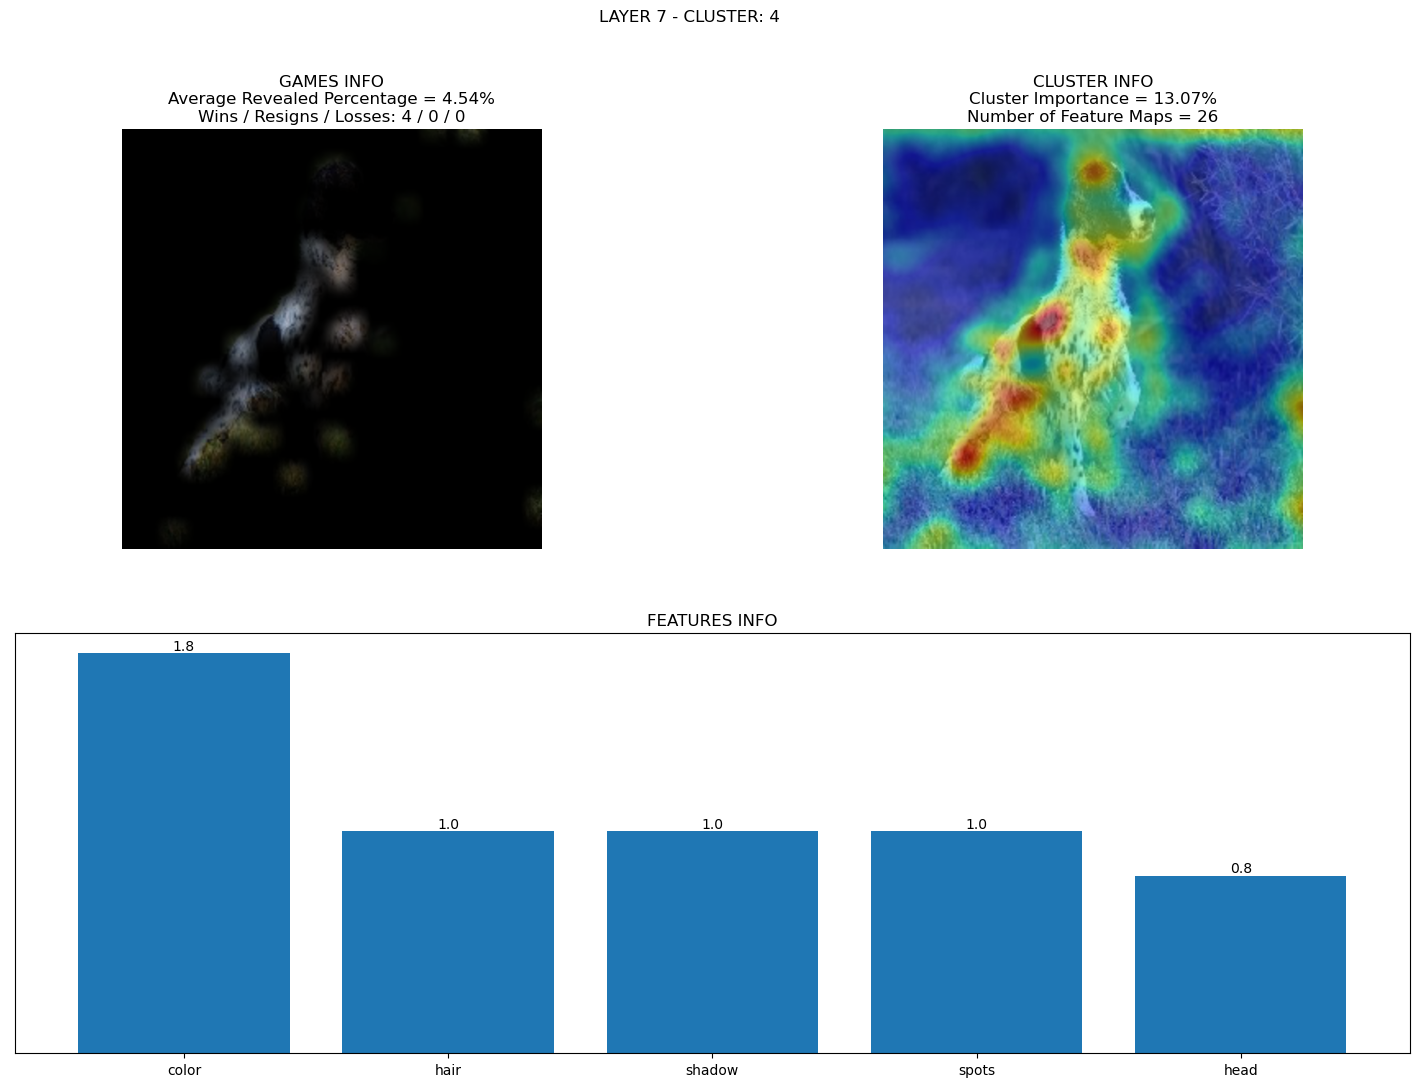 LAYER 7 - CLUSTER: 4
GAMES INFO
Average Revealed Percentage = 4.54%
Wins / Resigns / Losses: 4 / 0 / 0
CLUSTER INFO
Cluster Importance = 13.07%
Number of Feature Maps = 26
FEATURES INFO
1.8
1.0
1.0
1.0
0.8
color
hair
shadow
spots
head